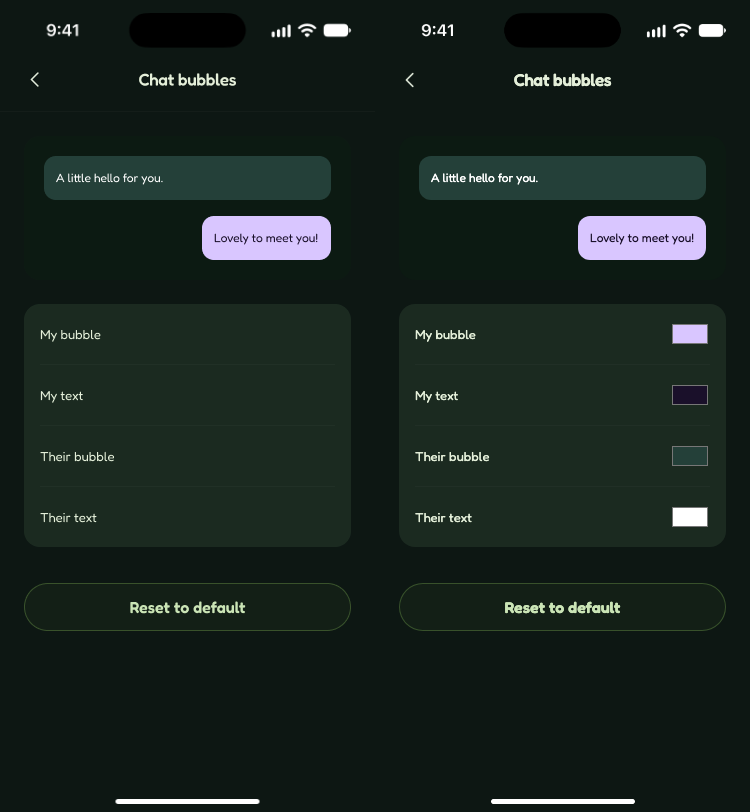 9:41
Chat bubbles
A little hello for you.
Lovely to meet you!
My bubble
My text
Their bubble
Their text
Reset to default
9:41
Chat bubbles
A little hello for you.
Lovely to meet you!
My bubble
My text
Their bubble
Their text
Reset to default